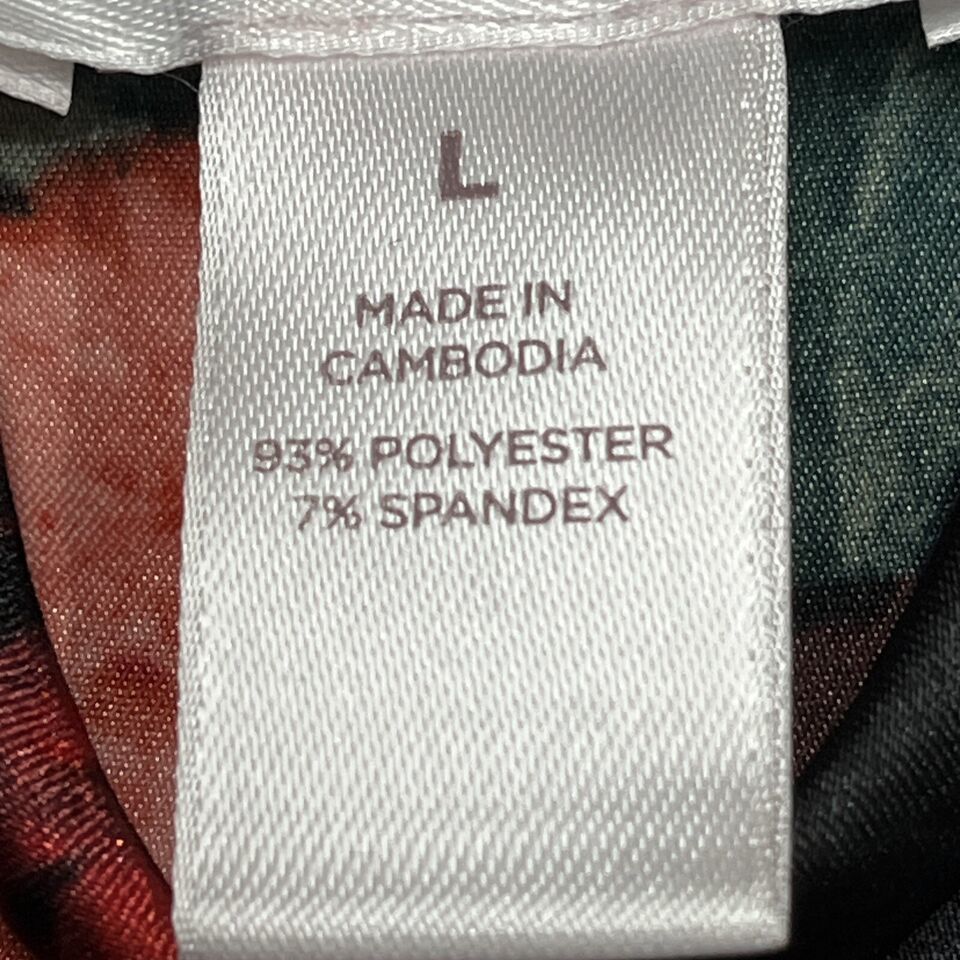 L
MADE IN
CAMBODIA
93% POLYESTER
7% SPANDEX